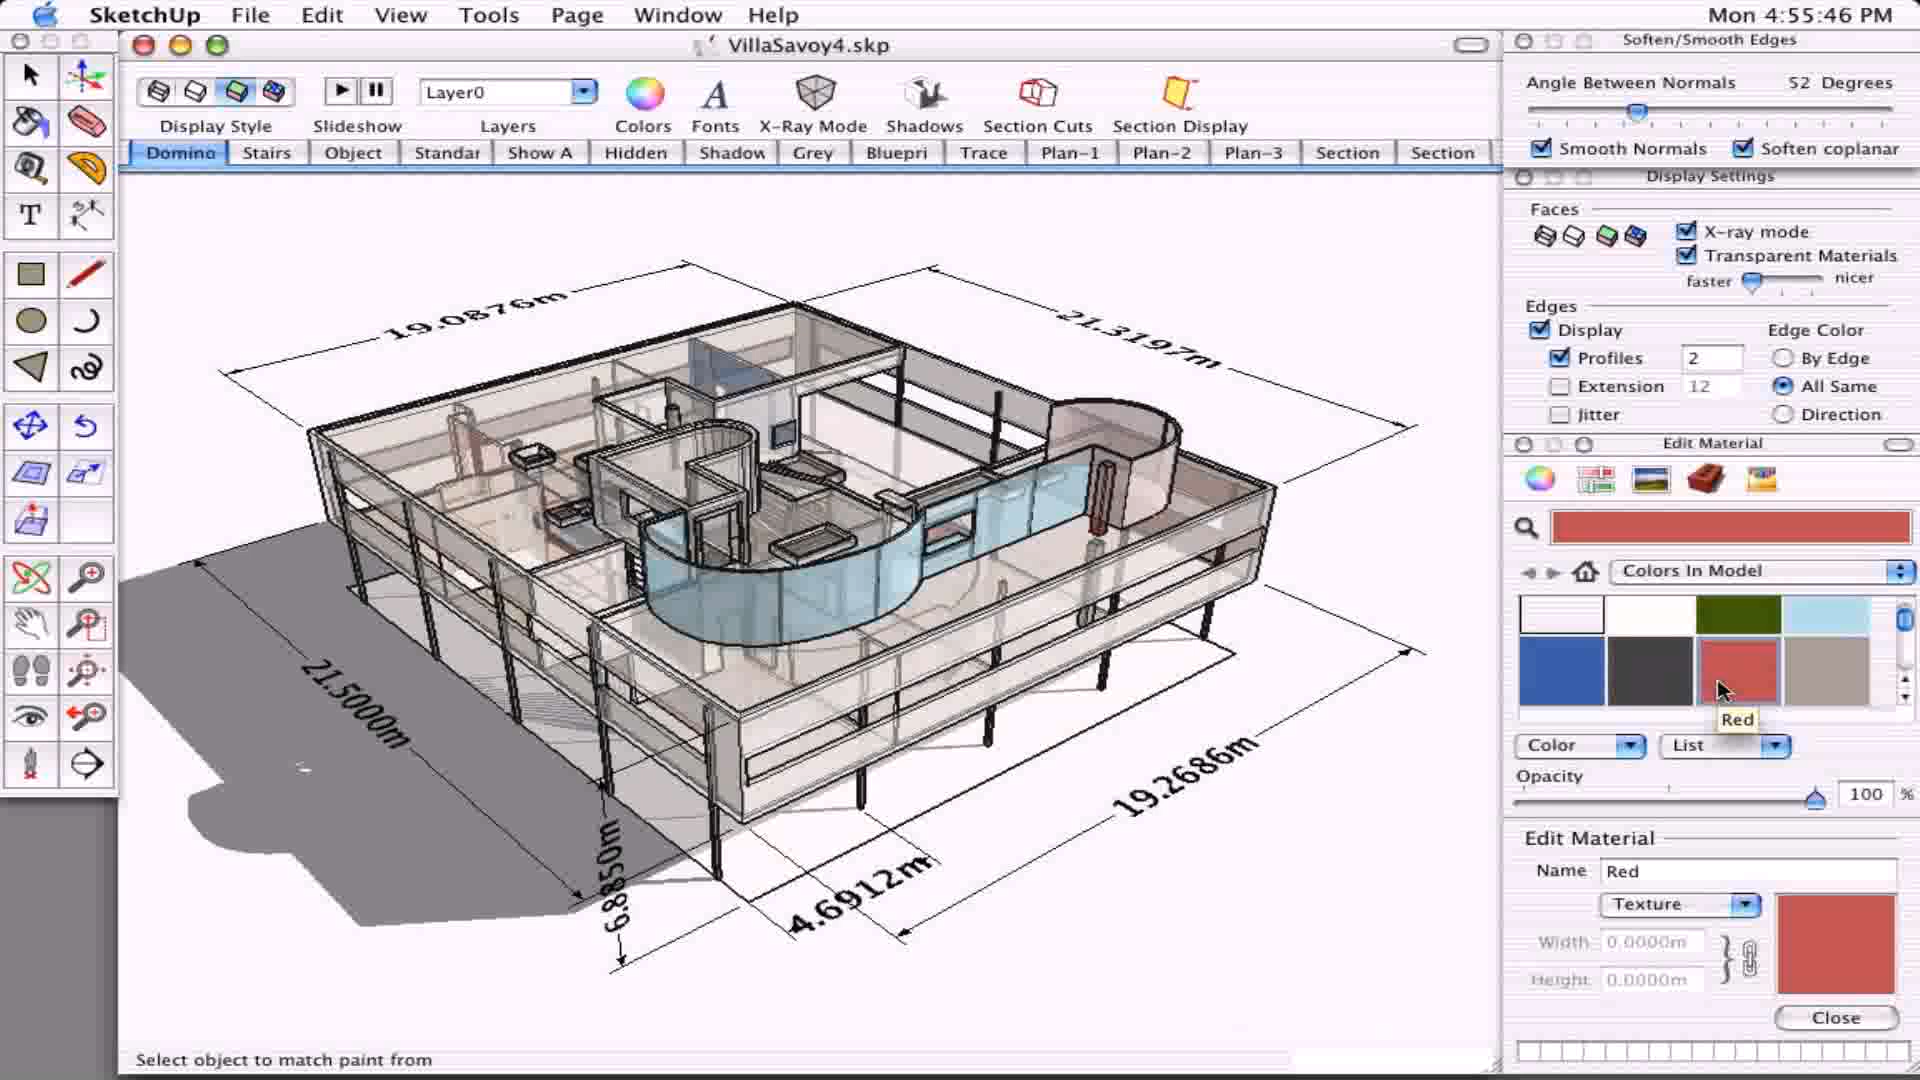 SketchUp File Edit View Tools Page Window Help Mon 4:55:46 PM
VillaSavoy4.skp
Layer0
Display Style Slideshow Layers Colors Fonts X-Ray Mode Shadows Section Cuts Section Display
Domino Stairs Object Standar Show A Hidden Shadow Grey Bluepri Trace Plan-1 Plan-2 Plan-3 Section Section
T
19.0876m
21.3197m
21.5000m
6.8850m
4.6912m
19.2686m
Select object to match paint from
Soften/Smooth Edges
Angle Between Normals 52 Degrees
Smooth Normals Soften coplanar
Display Settings
Faces
X-ray mode
Transparent Materials
faster nicer
Edges
Display Edge Color
Profiles 2 By Edge
Extension 12 All Same
Jitter Direction
Edit Material
Colors In Model
Red
Color List
Opacity
100 %
Edit Material
Name Red
Texture
Width 0.0000m
Height 0.0000m
Close